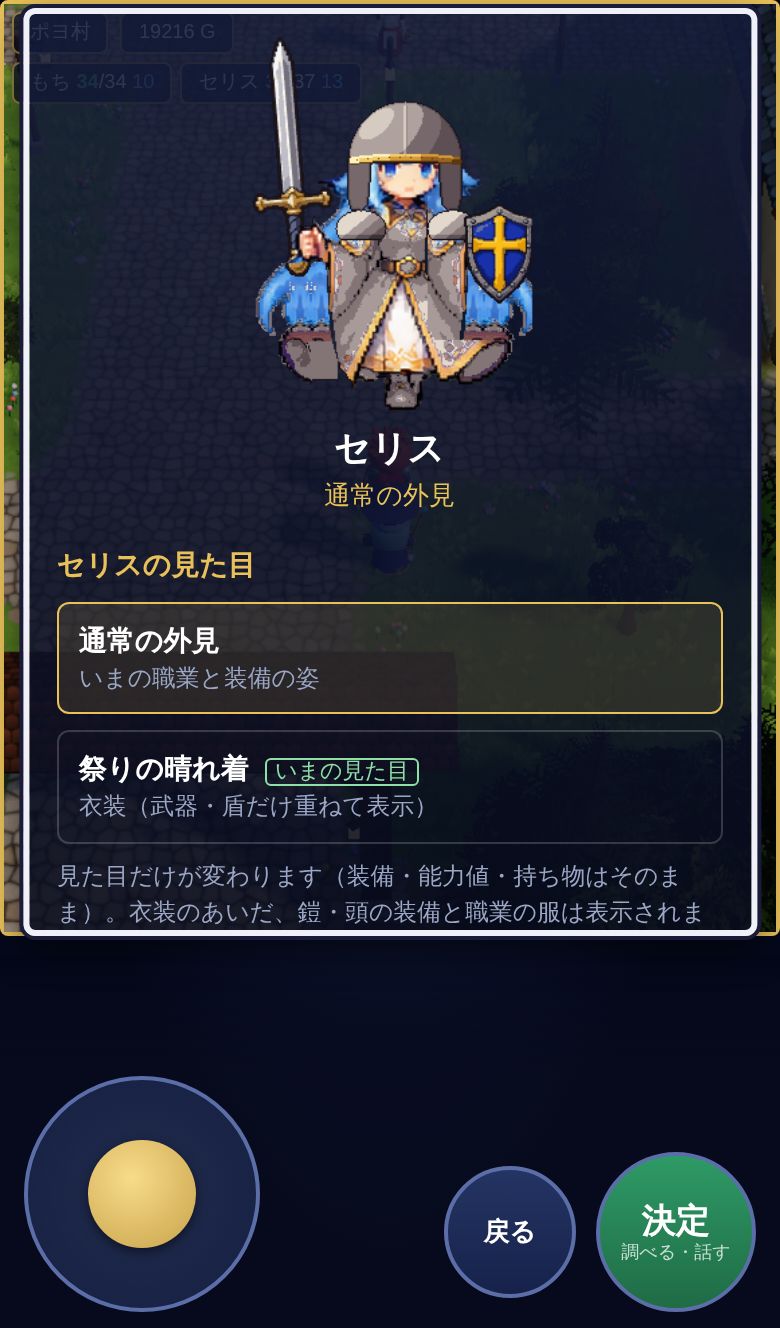 ポヨ村
19216 G
もち 34/34 10
セリス 37 13
セリス
通常の外見
セリスの見た目
通常の外見
いまの職業と装備の姿
祭りの晴れ着 いまの見た目
衣装（武器・盾だけ重ねて表示）
見た目だけが変わります（装備・能力値・持ち物はそのま
ま）。衣装のあいだ、鎧・頭の装備と職業の服は表示されま
戻る
決定
調べる・話す